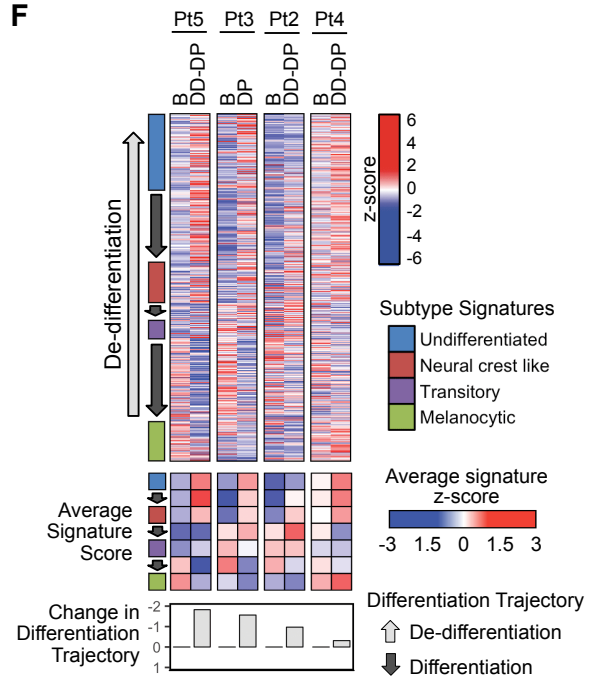 F
Pt5 Pt3 Pt2 Pt4
B DD-DP B DP B DD-DP B DD-DP
De-differentiation
z-score
6
4
2
0
-2
-4
-6
Subtype Signatures
Undifferentiated
Neural crest like
Transitory
Melanocytic
Average
Signature
Score
Average signature
z-score
-3 1.5 0 1.5 3
Change in
Differentiation
Trajectory
-2
-1
0
1
Differentiation Trajectory
De-differentiation
Differentiation